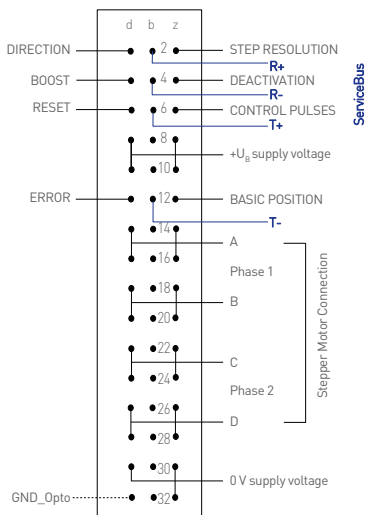 d b z
DIRECTION 2 STEP RESOLUTION
R+
BOOST 4 DEACTIVATION
R-
RESET 6 CONTROL PULSES
T+
8
+UB supply voltage
10
ERROR 12 BASIC POSITION
T-
14
A
16
Phase 1
18
B
20
22
C
24
Phase 2
26
D
28
30
0 V supply voltage
GND_Opto 32
ServiceBus
Stepper Motor Connection